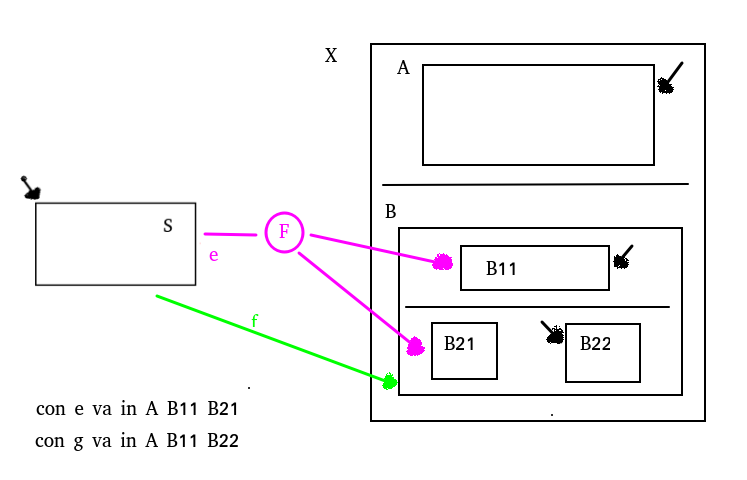 X
A
S
F
e
B
B11
B21
B22
f
con e va in A B11 B21
con g va in A B11 B22